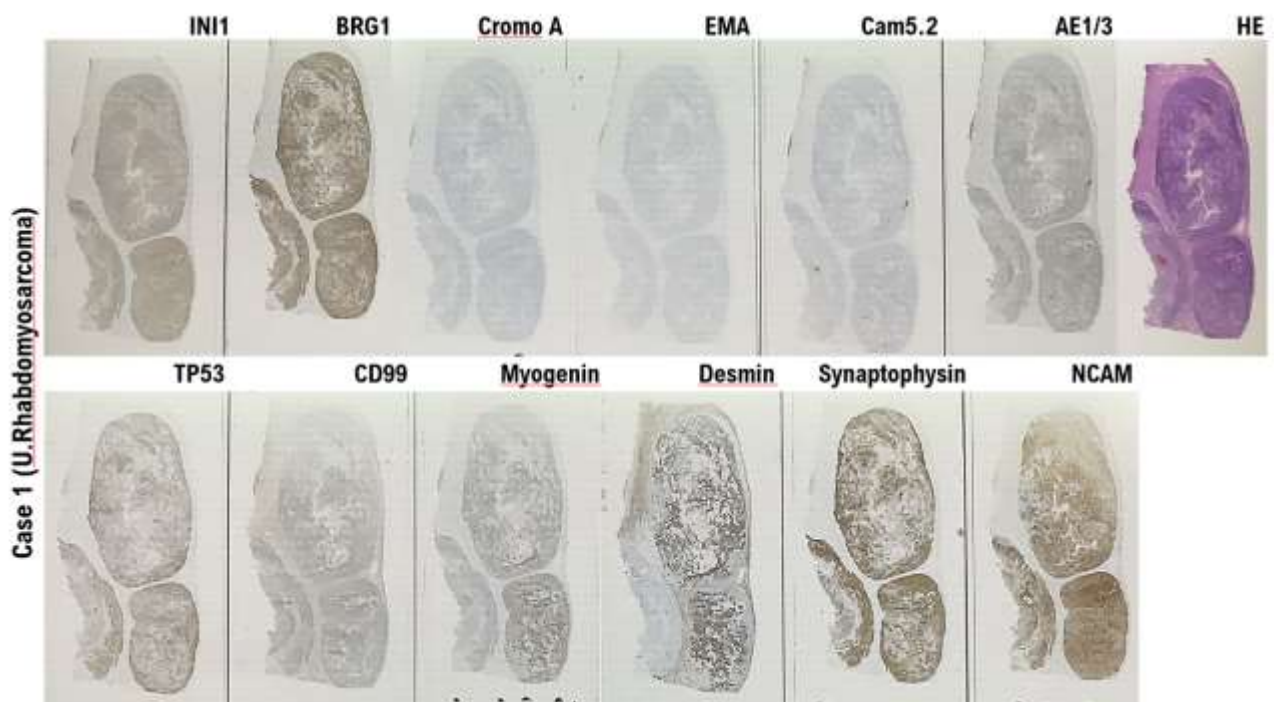 INI1 BRG1 Cromo A EMA Cam5.2 AE1/3 HE
Case 1 (U.Rhabdomyosarcoma)
TP53 CD99 Myogenin Desmin Synaptophysin NCAM